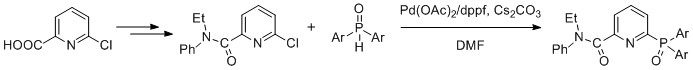 HOOC N Cl
Et
Ph N N Cl
O
+
O
Ar P Ar
H
Pd(OAc)2/dppf, Cs2CO3
DMF
Et
Ph N N P Ar
O O Ar